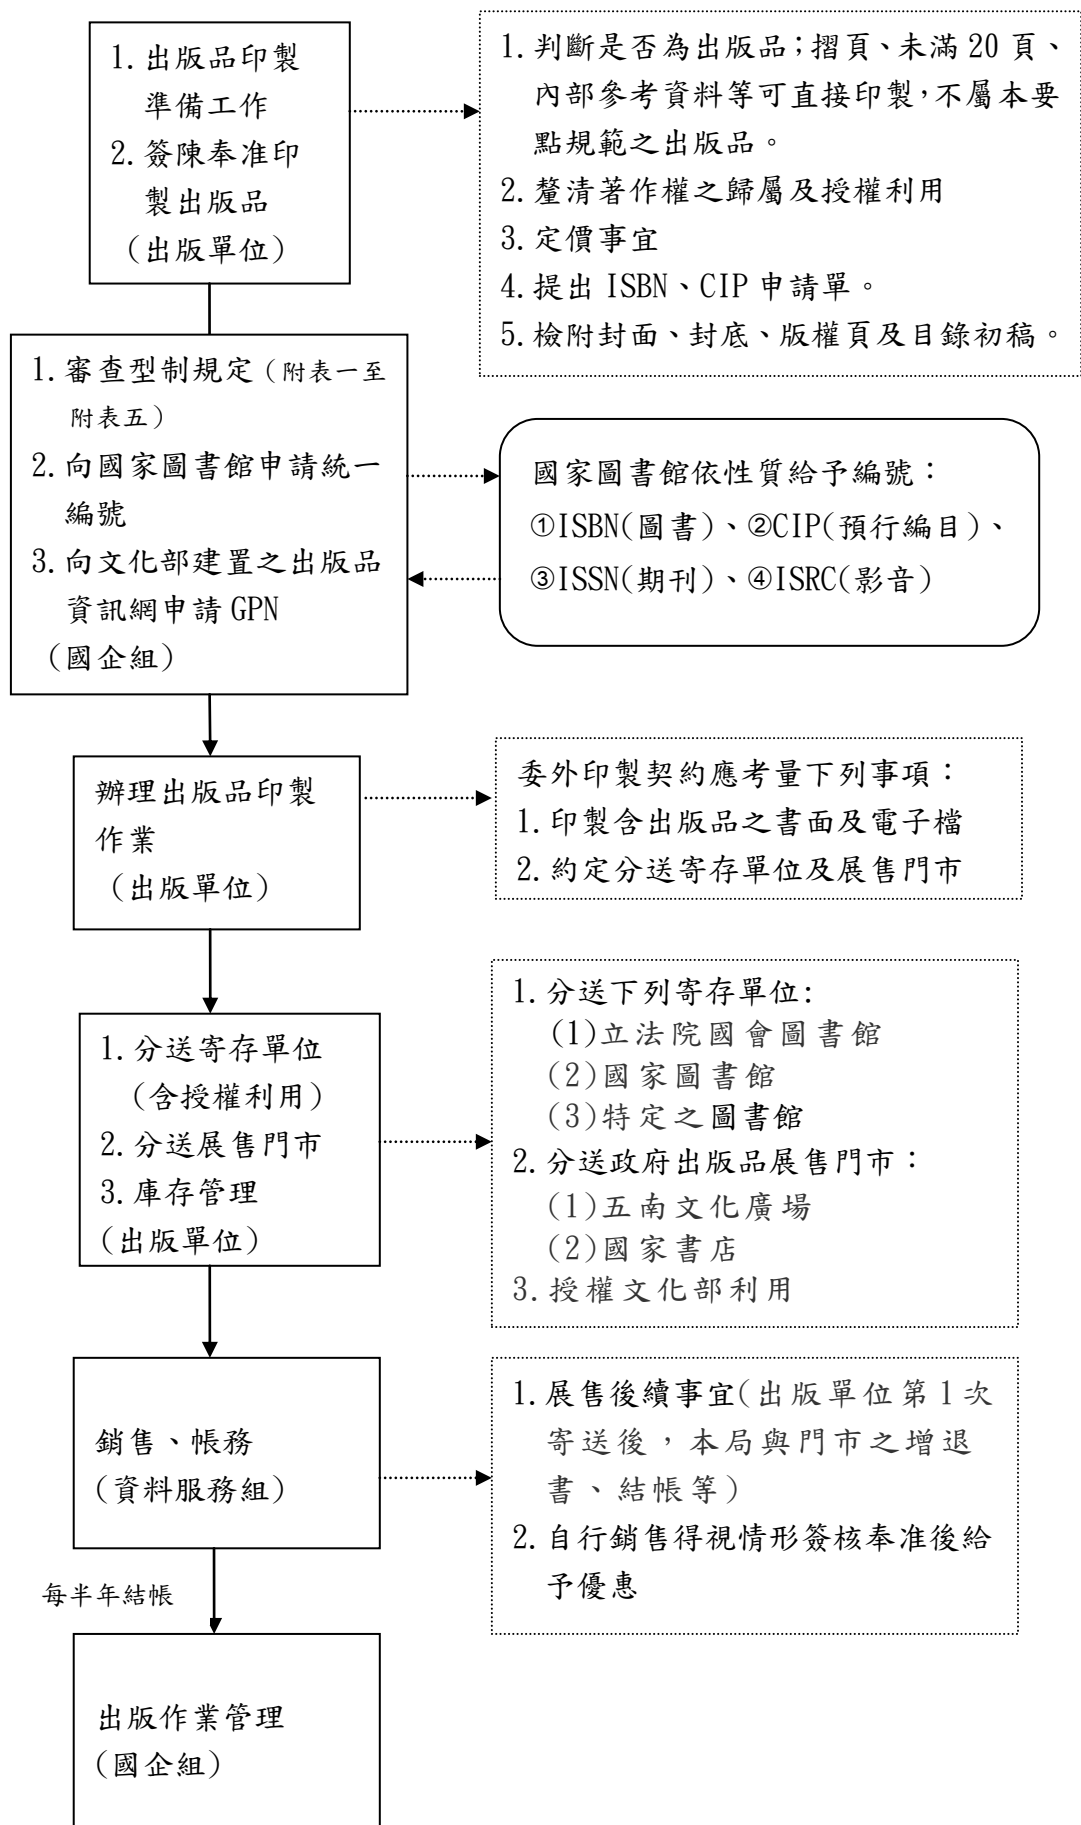 1.出版品印製
準備工作
2.簽陳奉准印
製出版品
(出版單位)
1.判斷是否為出版品；摺頁、未滿20頁、
內部參考資料等可直接印製，不屬本要
點規範之出版品。
2.釐清著作權之歸屬及授權利用
3.定價事宜
4.提出 ISBN、CIP 申請單。
5.檢附封面、封底、版權頁及目錄初稿。
1.審查型制規定（附表一至
附表五）
2.向國家圖書館申請統一
編號
3.向文化部建置之出版品
資訊網申請 GPN
(國企組)
國家圖書館依性質給予編號：
①ISBN(圖書)、②CIP(預行編目)、
③ISSN(期刊)、④ISRC(影音)
辦理出版品印製
作業
(出版單位)
委外印製契約應考量下列事項：
1.印製含出版品之書面及電子檔
2.約定分送寄存單位及展售門市
1.分送寄存單位
(含授權利用)
2.分送展售門市
3.庫存管理
(出版單位)
1.分送下列寄存單位:
(1)立法院國會圖書館
(2)國家圖書館
(3)特定之圖書館
2.分送政府出版品展售門市：
(1)五南文化廣場
(2)國家書店
3.授權文化部利用
銷售、帳務
(資料服務組)
1.展售後續事宜(出版單位第1次
寄送後，本局與門市之增退
書、結帳等)
2.自行銷售得視情形簽核奉准後給
予優惠
每半年結帳
出版作業管理
(國企組)